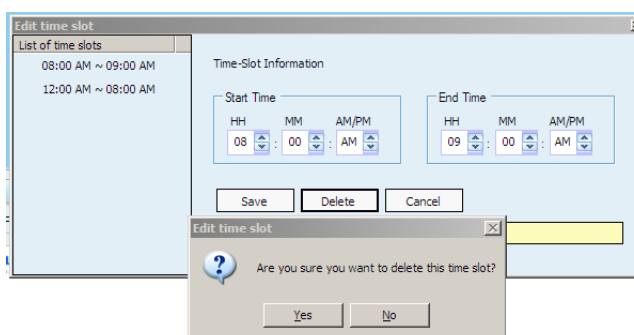 Edit time slot
List of time slots
08:00 AM ~ 09:00 AM
12:00 AM ~ 08:00 AM
Time-Slot Information
Start Time
HH MM AM/PM
08 : 00 : AM
End Time
HH MM AM/PM
09 : 00 : AM
Save Delete Cancel
Edit time slot
Are you sure you want to delete this time slot?
Yes No